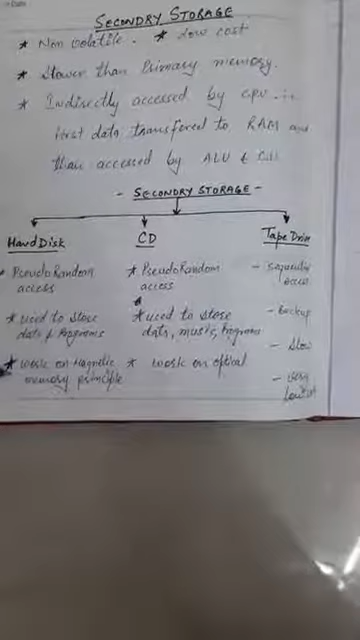 SECONDRY STORAGE
* Non volatile. * Low cost
* Slower than Primary memory.
* Indirectly accessed by CPU i.e
First data transfered to RAM and
than accessed by ALU &
- SECONDRY STORAGE -
Hard Disk
* Pseudo Random
access
* used to store
data & Programs
* work on Magnetic
memory principle
CD
* Pseudo Random
access
* used to store
data, music, Programs
* work on optical
Tape Drive
- Sequential
access
- Backup
- Slow
- Very
Low cost